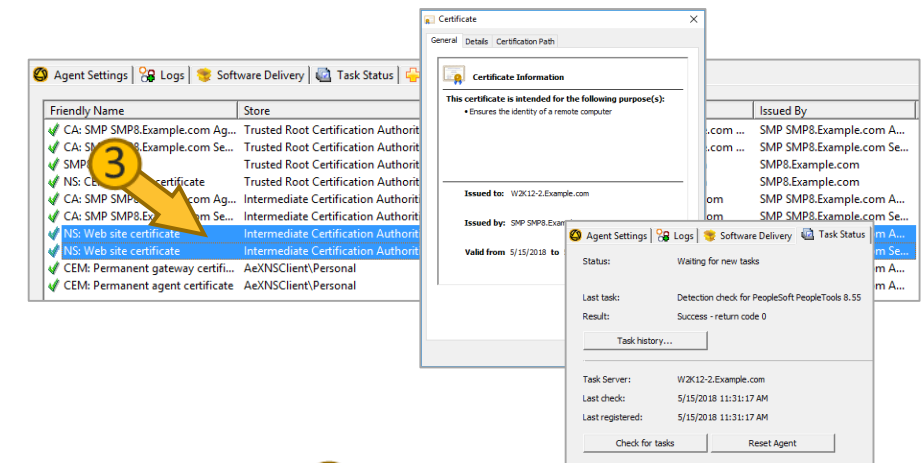 Certificate
General Details Certification Path
Certificate Information
This certificate is intended for the following purpose(s):
• Ensures the identity of a remote computer
Issued to: W2K12-2.Example.com
Issued by: SMP SMP8.Exam
Valid from 5/15/2018 to
Agent Settings Logs Software Delivery Task Status
Friendly Name Store Issued By
CA: SMP SMP8.Example.com Ag... Trusted Root Certification Authorit .com ... SMP SMP8.Example.com A...
CA: SMP SMP8.Example.com Se... Trusted Root Certification Authorit .com ... SMP SMP8.Example.com Se...
SMP8 Trusted Root Certification Authorit SMP8.Example.com
NS: CE certificate Trusted Root Certification Authorit SMP8.Example.com
CA: SMP SMP com Ag... Intermediate Certification Authorit om SMP SMP8.Example.com A...
CA: SMP SMP8.Ex om Se... Intermediate Certification Authorit om SMP SMP8.Example.com Se...
NS: Web site certificate Intermediate Certification Authorit m A...
NS: Web site certificate Intermediate Certification Authorit m Se...
CEM: Permanent gateway certifi... AeXNSClient\Personal m A...
CEM: Permanent agent certificate AeXNSClient\Personal m A...
3
Agent Settings Logs Software Delivery Task Status
Status: Waiting for new tasks
Last task: Detection check for PeopleSoft PeopleTools 8.55
Result: Success - return code 0
Task history...
Task Server: W2K12-2.Example.com
Last check: 5/15/2018 11:31:17 AM
Last registered: 5/15/2018 11:31:17 AM
Check for tasks Reset Agent